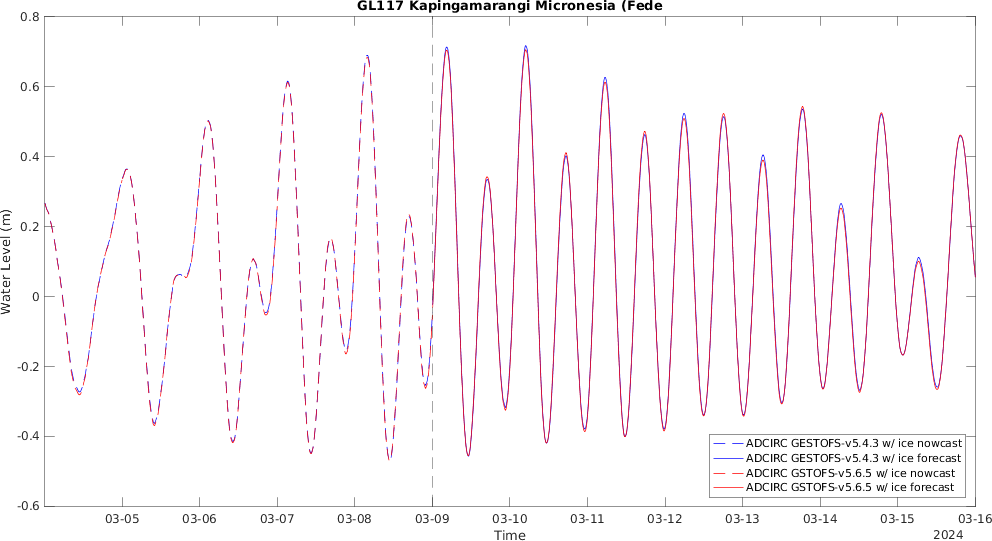 GL117 Kapingamarangi Micronesia (Fede
0.8
0.6
0.4
0.2
0
-0.2
-0.4
-0.6
Water Level (m)
ADCIRC GESTOFS-v5.4.3 w/ ice nowcast
ADCIRC GESTOFS-v5.4.3 w/ ice forecast
ADCIRC GSTOFS-v5.6.5 w/ ice nowcast
ADCIRC GSTOFS-v5.6.5 w/ ice forecast
03-05 03-06 03-07 03-08 03-09 03-10 03-11 03-12 03-13 03-14 03-15 03-16
Time
2024